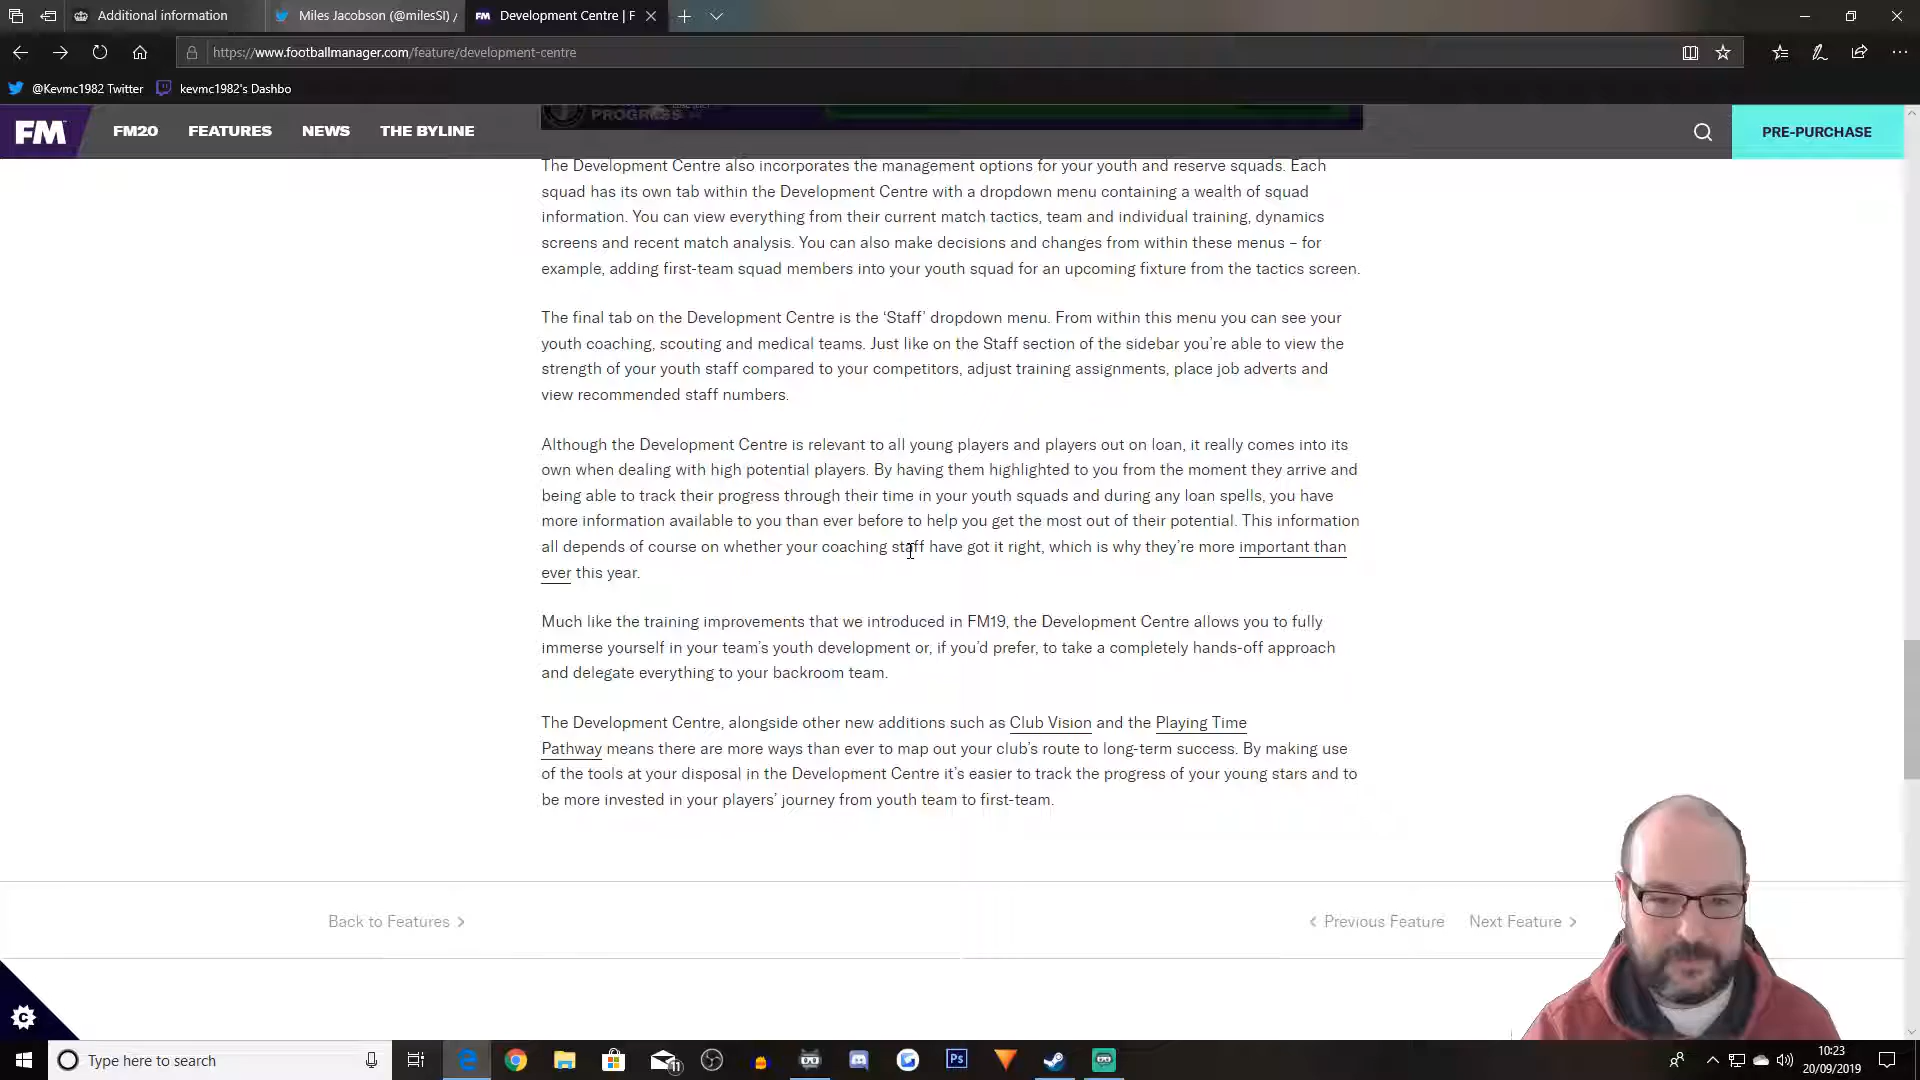 Additional information
Miles Jacobson (@milesSI) /
FM Development Centre | F
https://www.footballmanager.com/feature/development-centre
@Kevmc1982 Twitter
kevmc1982's Dashbo
FM
FM20
FEATURES
NEWS
THE BYLINE
PRE-PURCHASE
PROGRESS
The Development Centre also incorporates the management options for your youth and reserve squads. Each
squad has its own tab within the Development Centre with a dropdown menu containing a wealth of squad
information. You can view everything from their current match tactics, team and individual training, dynamics
screens and recent match analysis. You can also make decisions and changes from within these menus – for
example, adding first-team squad members into your youth squad for an upcoming fixture from the tactics screen.
The final tab on the Development Centre is the ‘Staff’ dropdown menu. From within this menu you can see your
youth coaching, scouting and medical teams. Just like on the Staff section of the sidebar you’re able to view the
strength of your youth staff compared to your competitors, adjust training assignments, place job adverts and
view recommended staff numbers.
Although the Development Centre is relevant to all young players and players out on loan, it really comes into its
own when dealing with high potential players. By having them highlighted to you from the moment they arrive and
being able to track their progress through their time in your youth squads and during any loan spells, you have
more information available to you than ever before to help you get the most out of their potential. This information
all depends of course on whether your coaching staff have got it right, which is why they’re more important than
ever this year.
Much like the training improvements that we introduced in FM19, the Development Centre allows you to fully
immerse yourself in your team’s youth development or, if you’d prefer, to take a completely hands-off approach
and delegate everything to your backroom team.
The Development Centre, alongside other new additions such as Club Vision and the Playing Time
Pathway means there are more ways than ever to map out your club’s route to long-term success. By making use
of the tools at your disposal in the Development Centre it’s easier to track the progress of your young stars and to
be more invested in your players’ journey from youth team to first-team.
Back to Features
Previous Feature
Next Feature
Type here to search
11
Ps
10:23
20/09/2019